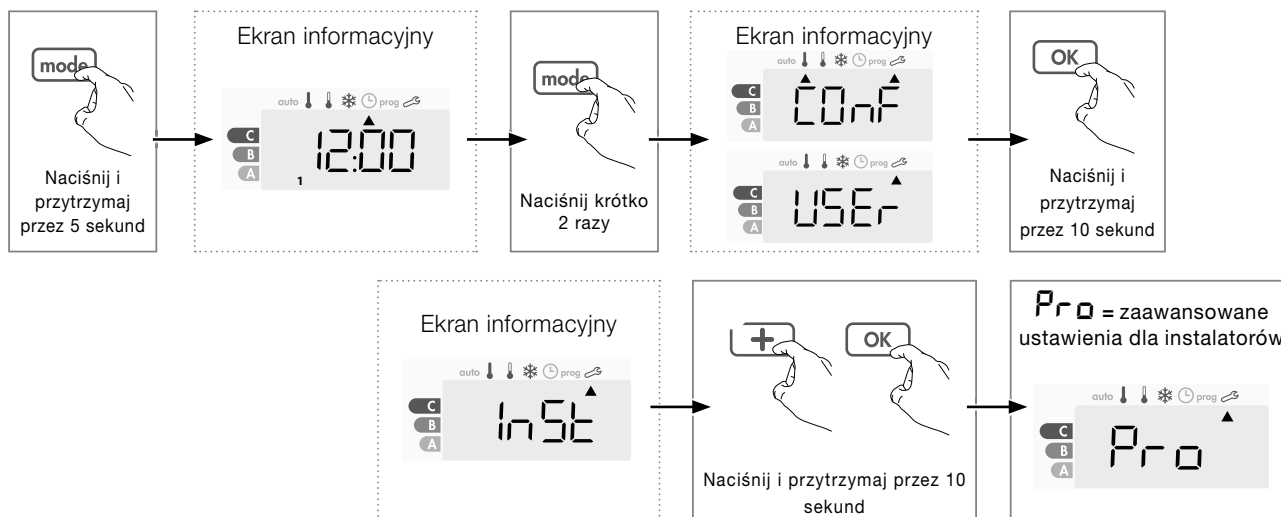 mode
Naciśnij i
przytrzymaj
przez 5 sekund
Ekran informacyjny
auto prog
C
B
A
1
12:00
mode
Naciśnij krótko
2 razy
Ekran informacyjny
auto prog
C
B
A
COnF
auto prog
C
B
A
USEr
OK
Naciśnij i
przytrzymaj
przez 10 sekund
Ekran informacyjny
auto prog
C
B
A
InSt
+ OK
Naciśnij i przytrzymaj przez 10
sekund
Pro = zaawansowane
ustawienia dla instalatorów
auto prog
C
B
A
Pro